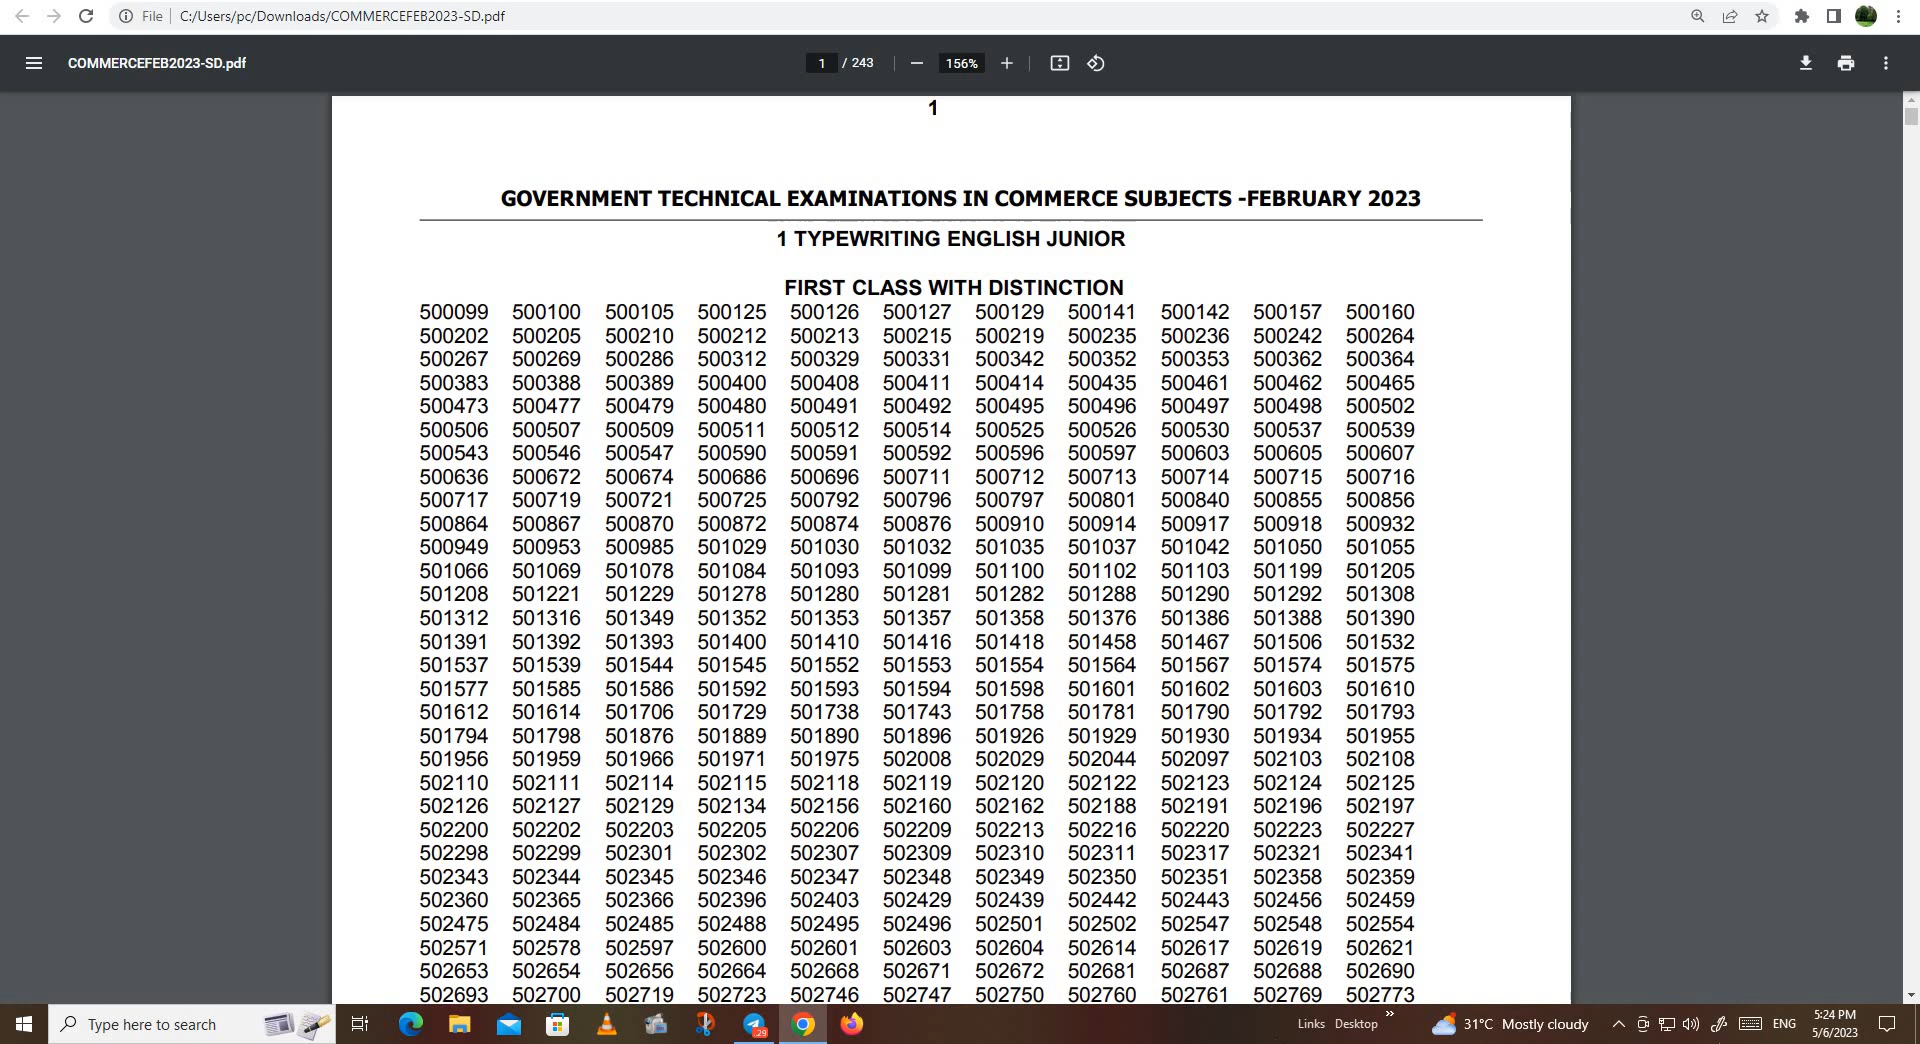 File C:/Users/pc/Downloads/COMMERCEFEB2023-SD.pdf
COMMERCEFEB2023-SD.pdf 1 / 243 156%
1
GOVERNMENT TECHNICAL EXAMINATIONS IN COMMERCE SUBJECTS -FEBRUARY 2023
1 TYPEWRITING ENGLISH JUNIOR
FIRST CLASS WITH DISTINCTION
500099 500100 500105 500125 500126 500127 500129 500141 500142 500157 500160
500202 500205 500210 500212 500213 500215 500219 500235 500236 500242 500264
500267 500269 500286 500312 500329 500331 500342 500352 500353 500362 500364
500383 500388 500389 500400 500408 500411 500414 500435 500461 500462 500465
500473 500477 500479 500480 500491 500492 500495 500496 500497 500498 500502
500506 500507 500509 500511 500512 500514 500525 500526 500530 500537 500539
500543 500546 500547 500590 500591 500592 500596 500597 500603 500605 500607
500636 500672 500674 500686 500696 500711 500712 500713 500714 500715 500716
500717 500719 500721 500725 500792 500796 500797 500801 500840 500855 500856
500864 500867 500870 500872 500874 500876 500910 500914 500917 500918 500932
500949 500953 500985 501029 501030 501032 501035 501037 501042 501050 501055
501066 501069 501078 501084 501093 501099 501100 501102 501103 501199 501205
501208 501221 501229 501278 501280 501281 501282 501288 501290 501292 501308
501312 501316 501349 501352 501353 501357 501358 501376 501386 501388 501390
501391 501392 501393 501400 501410 501416 501418 501458 501467 501506 501532
501537 501539 501544 501545 501552 501553 501554 501564 501567 501574 501575
501577 501585 501586 501592 501593 501594 501598 501601 501602 501603 501610
501612 501614 501706 501729 501738 501743 501758 501781 501790 501792 501793
501794 501798 501876 501889 501890 501896 501926 501929 501930 501934 501955
501956 501959 501966 501971 501975 502008 502029 502044 502097 502103 502108
502110 502111 502114 502115 502118 502119 502120 502122 502123 502124 502125
502126 502127 502129 502134 502156 502160 502162 502188 502191 502196 502197
502200 502202 502203 502205 502206 502209 502213 502216 502220 502223 502227
502298 502299 502301 502302 502307 502309 502310 502311 502317 502321 502341
502343 502344 502345 502346 502347 502348 502349 502350 502351 502358 502359
502360 502365 502366 502396 502403 502429 502439 502442 502443 502456 502459
502475 502484 502485 502488 502495 502496 502501 502502 502547 502548 502554
502571 502578 502597 502600 502601 502603 502604 502614 502617 502619 502621
502653 502654 502656 502664 502668 502671 502672 502681 502687 502688 502690
502693 502700 502719 502723 502746 502747 502750 502760 502761 502769 502773
Type here to search 29 Links Desktop 31°C Mostly cloudy ENG 5:24 PM
5/6/2023